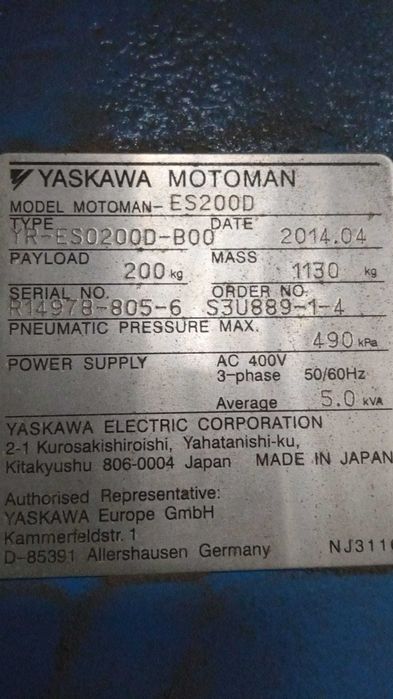 YASKAWA MOTOMAN
MODEL MOTOMAN- ES200D
TYPE DATE
YR-ES0200D-B00 2014.04
PAYLOAD MASS
200 kg 1130 kg
SERIAL NO. ORDER NO.
R14978-805-6 S3U889-1-4
PNEUMATIC PRESSURE MAX.
490 kPa
POWER SUPPLY AC 400V
3-phase 50/60Hz
Average 5.0 kVA
YASKAWA ELECTRIC CORPORATION
2-1 Kurosakishiroishi, Yahatanishi-ku,
Kitakyushu 806-0004 Japan MADE IN JAPAN
Authorised Representative:
YASKAWA Europe GmbH
Kammerfeldstr. 1
D-85391 Allershausen Germany NJ311